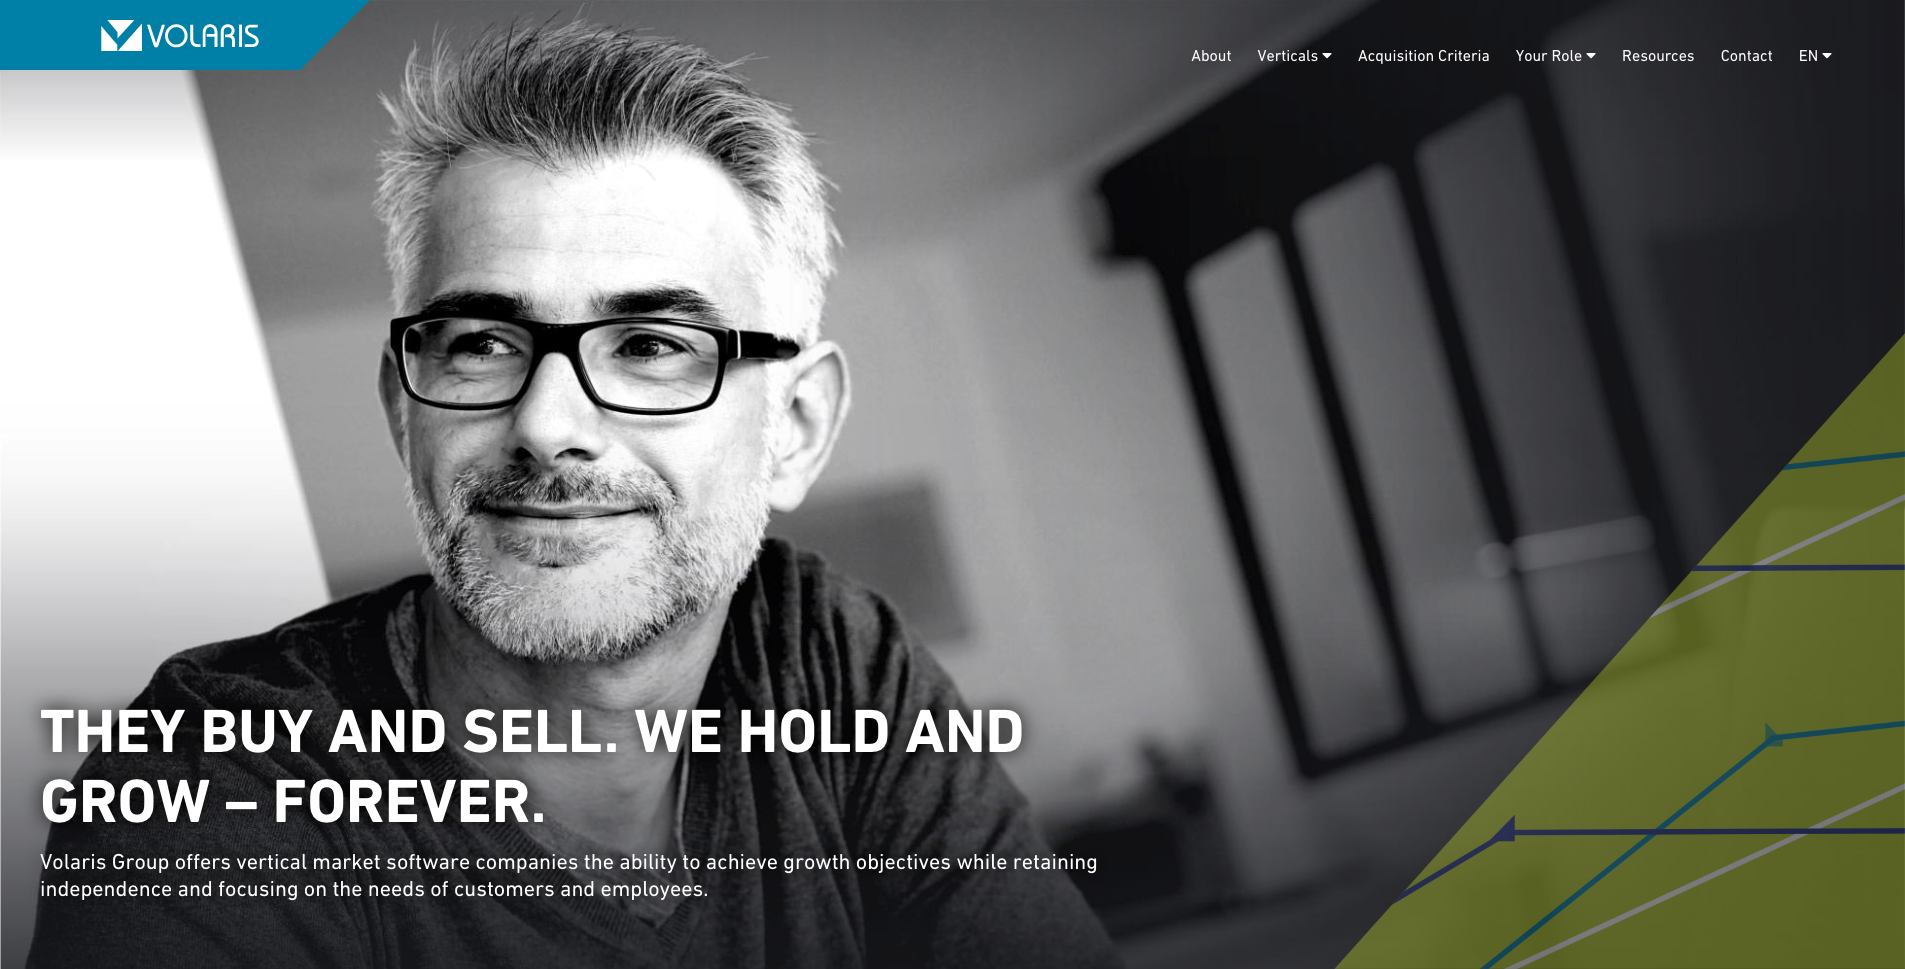 VOLARIS
About Verticals Acquisition Criteria Your Role Resources Contact EN
THEY BUY AND SELL. WE HOLD AND
GROW – FOREVER.
Volaris Group offers vertical market software companies the ability to achieve growth objectives while retaining
independence and focusing on the needs of customers and employees.